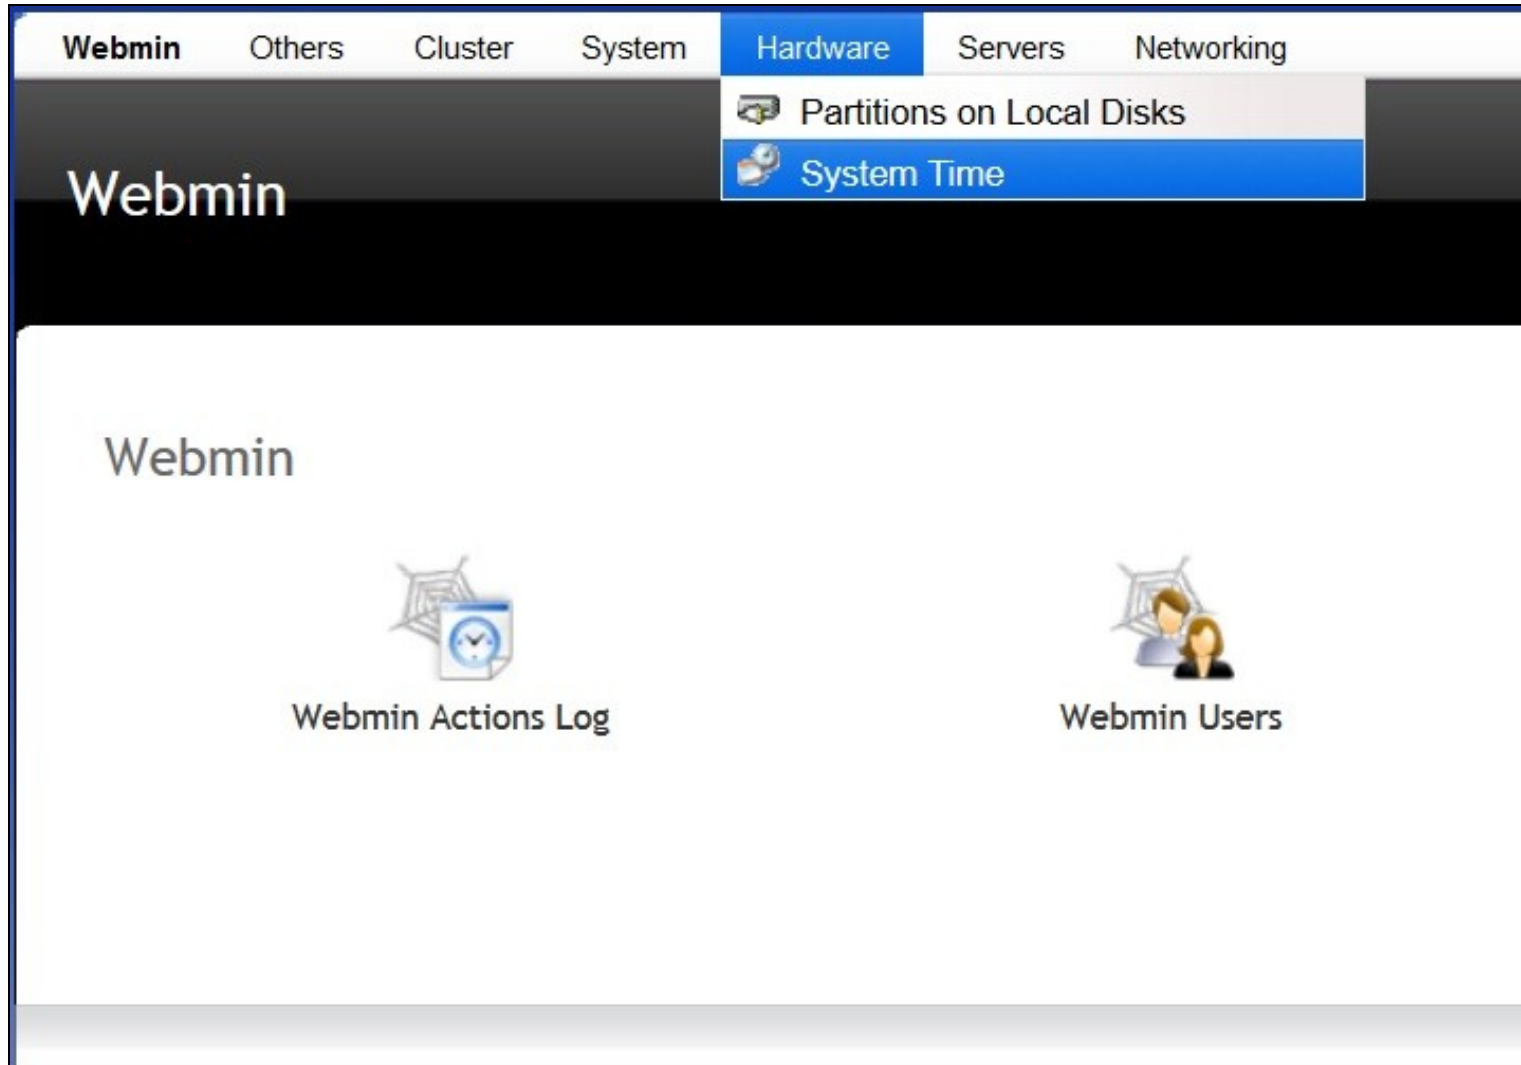 Webmin Others Cluster System Hardware Servers Networking
Partitions on Local Disks
System Time
Webmin
Webmin
Webmin Actions Log
Webmin Users